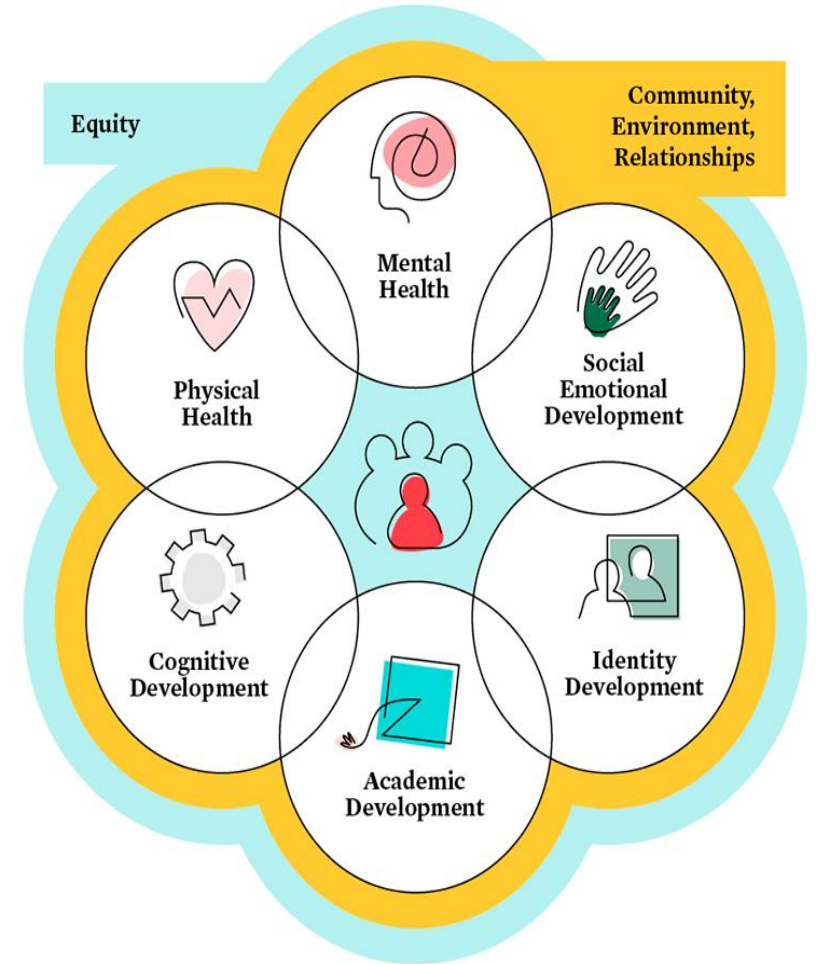 Equity
Community,
Environment,
Relationships
Mental
Health
Physical
Health
Social
Emotional
Development
Cognitive
Development
Identity
Development
Academic
Development